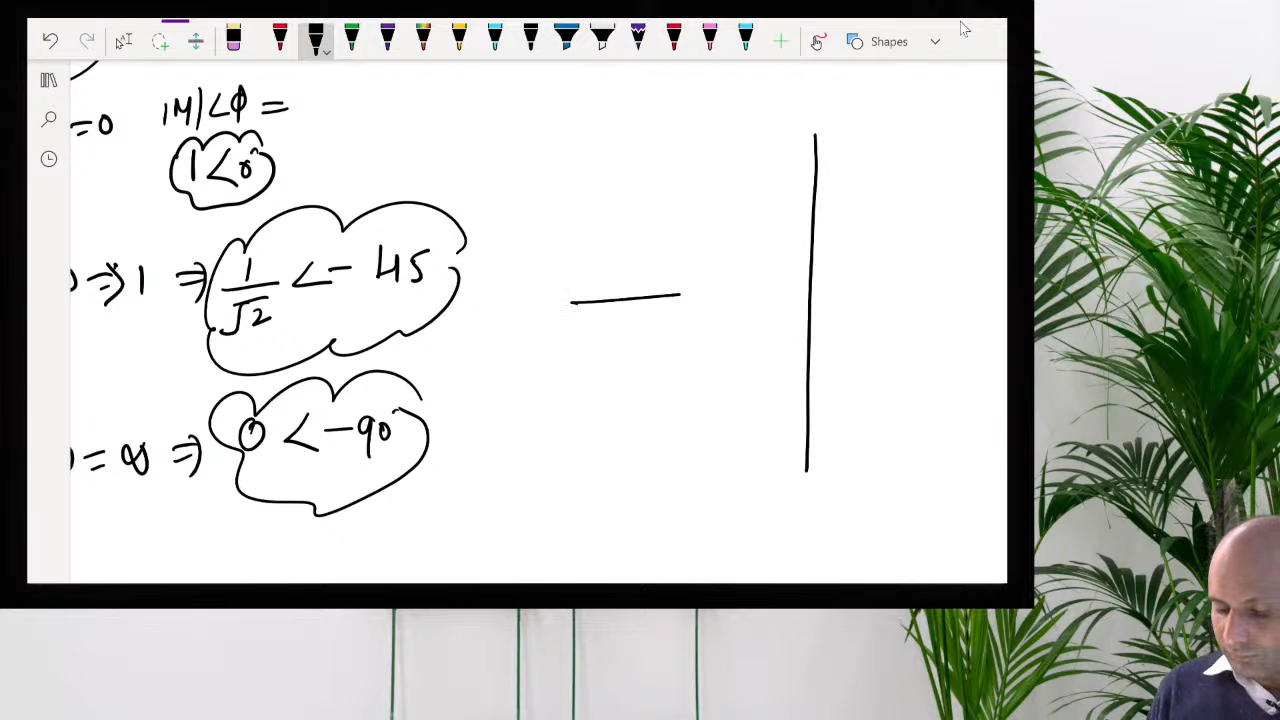 Shapes
=0 |M|∠φ =
1∠0°
⇒ 1 ⇒ 1/√2 ∠-45
= ∞ ⇒ 0∠-90°